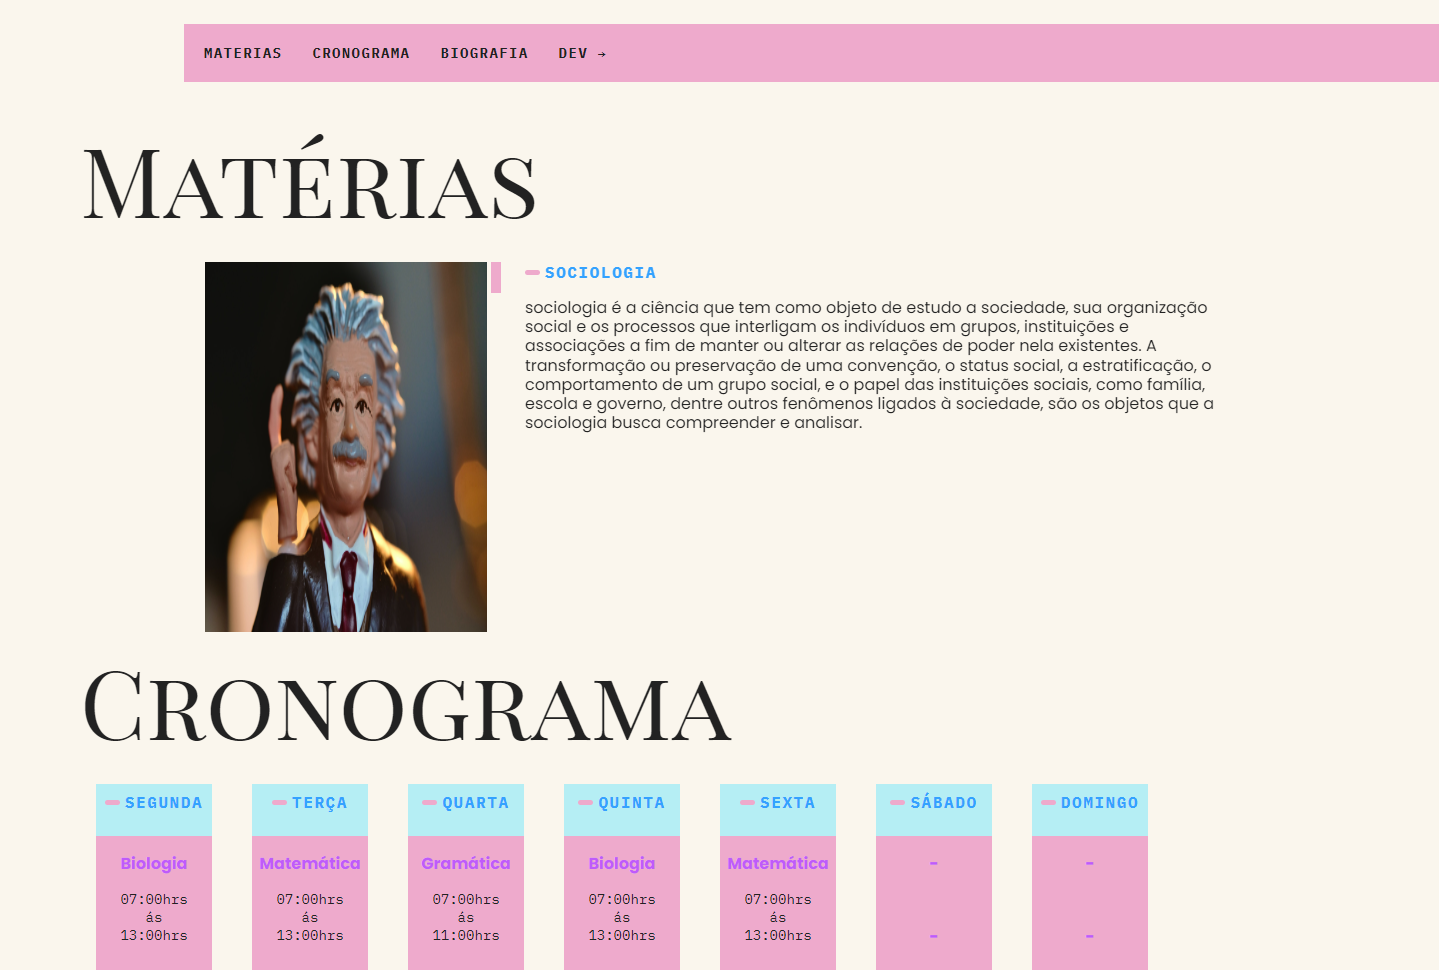 MATERIAS CRONOGRAMA BIOGRAFIA DEV →
MATÉRIAS
SOCIOLOGIA
sociologia é a ciência que tem como objeto de estudo a sociedade, sua organização
social e os processos que interligam os indivíduos em grupos, instituições e
associações a fim de manter ou alterar as relações de poder nela existentes. A
transformação ou preservação de uma convenção, o status social, a estratificação, o
comportamento de um grupo social, e o papel das instituições sociais, como família,
escola e governo, dentre outros fenômenos ligados à sociedade, são os objetos que a
sociologia busca compreender e analisar.
CRONOGRAMA
SEGUNDA TERÇA QUARTA QUINTA SEXTA SÁBADO DOMINGO
Biologia Matemática Gramática Biologia Matemática - -
07:00hrs 07:00hrs 07:00hrs 07:00hrs 07:00hrs
ás ás ás ás ás
13:00hrs 13:00hrs 11:00hrs 13:00hrs 13:00hrs - -